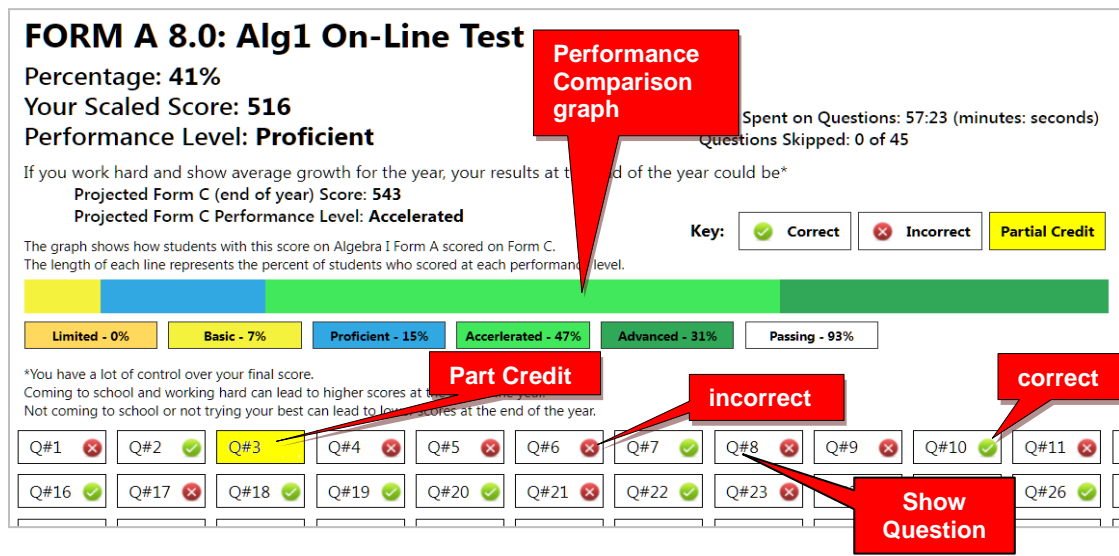 FORM A 8.0: Alg1 On-Line Test
Performance
Comparison
graph
Percentage: 41%
Your Scaled Score: 516
Performance Level: Proficient
Spent on Questions: 57:23 (minutes: seconds)
Questions Skipped: 0 of 45
If you work hard and show average growth for the year, your results at of the year could be*
Projected Form C (end of year) Score: 543
Projected Form C Performance Level: Accelerated
Key: Correct Incorrect Partial Credit
The graph shows how students with this score on Algebra I Form A scored on Form C.
The length of each line represents the percent of students who scored at each performance level.
Limited - 0% Basic - 7% Proficient - 15% Accerlerated - 47% Advanced - 31% Passing - 93%
*You have a lot of control over your final score.
Part Credit
incorrect
correct
Coming to school and working hard can lead to higher scores at
Not coming to school or not trying your best can lead to lower scores at the end of the year.
Q#1 Q#2 Q#3 Q#4 Q#5 Q#6 Q#7 Q#8 Q#9 Q#10 Q#11
Q#16 Q#17 Q#18 Q#19 Q#20 Q#21 Q#22 Q#23 Q#26
Show
Question